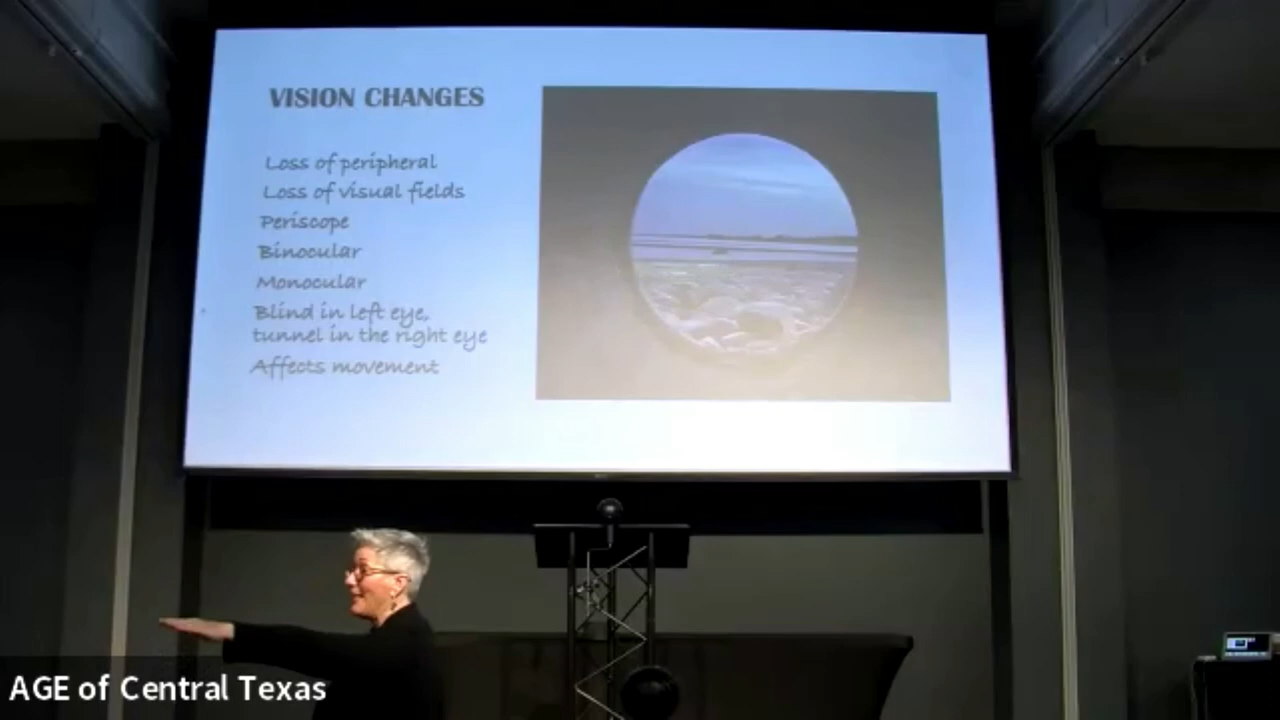 VISION CHANGES
Loss of peripheral
Loss of visual fields
Periscope
Binocular
Monocular
Blind in left eye,
tunnel in the right eye
Affects movement
AGE of Central Texas